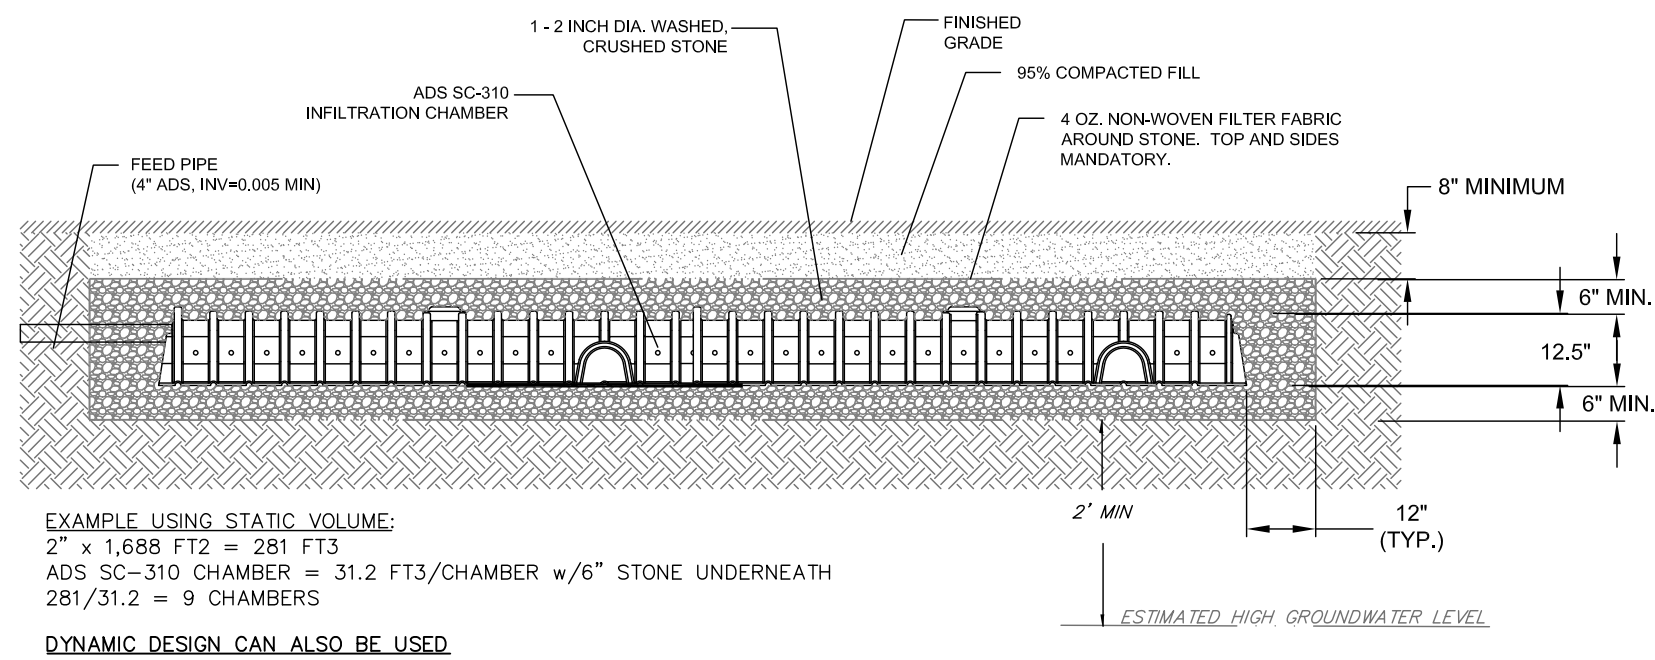 1 - 2 INCH DIA. WASHED,
CRUSHED STONE
FINISHED
GRADE
95% COMPACTED FILL
ADS SC-310
INFILTRATION CHAMBER
4 OZ. NON-WOVEN FILTER FABRIC
AROUND STONE. TOP AND SIDES
MANDATORY.
FEED PIPE
(4" ADS, INV=0.005 MIN)
8" MINIMUM
6" MIN.
12.5"
6" MIN.
2' MIN
12"
(TYP.)
EXAMPLE USING STATIC VOLUME:
2" x 1,688 FT2 = 281 FT3
ADS SC-310 CHAMBER = 31.2 FT3/CHAMBER w/6" STONE UNDERNEATH
281/31.2 = 9 CHAMBERS
ESTIMATED HIGH GROUNDWATER LEVEL
DYNAMIC DESIGN CAN ALSO BE USED